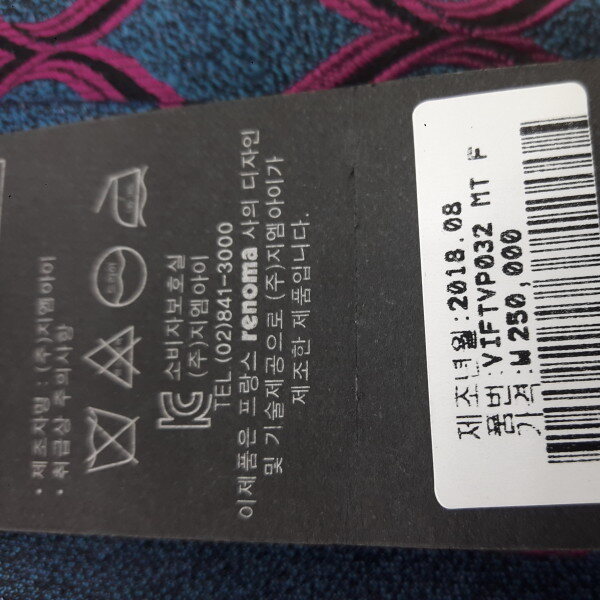 · 제조자명 : (주)지엠아이
· 취급상 주의사항
드라이
소비자보호실
(주)지엠아이
TEL (02)841-3000
이제품은 프랑스 renoma 사의 디자인
및 기술제공으로 (주)지엠아이가
제조한 제품입니다.
제조년월:2018.08
품번:VIFTVP032 MT F
가격:₩250,000